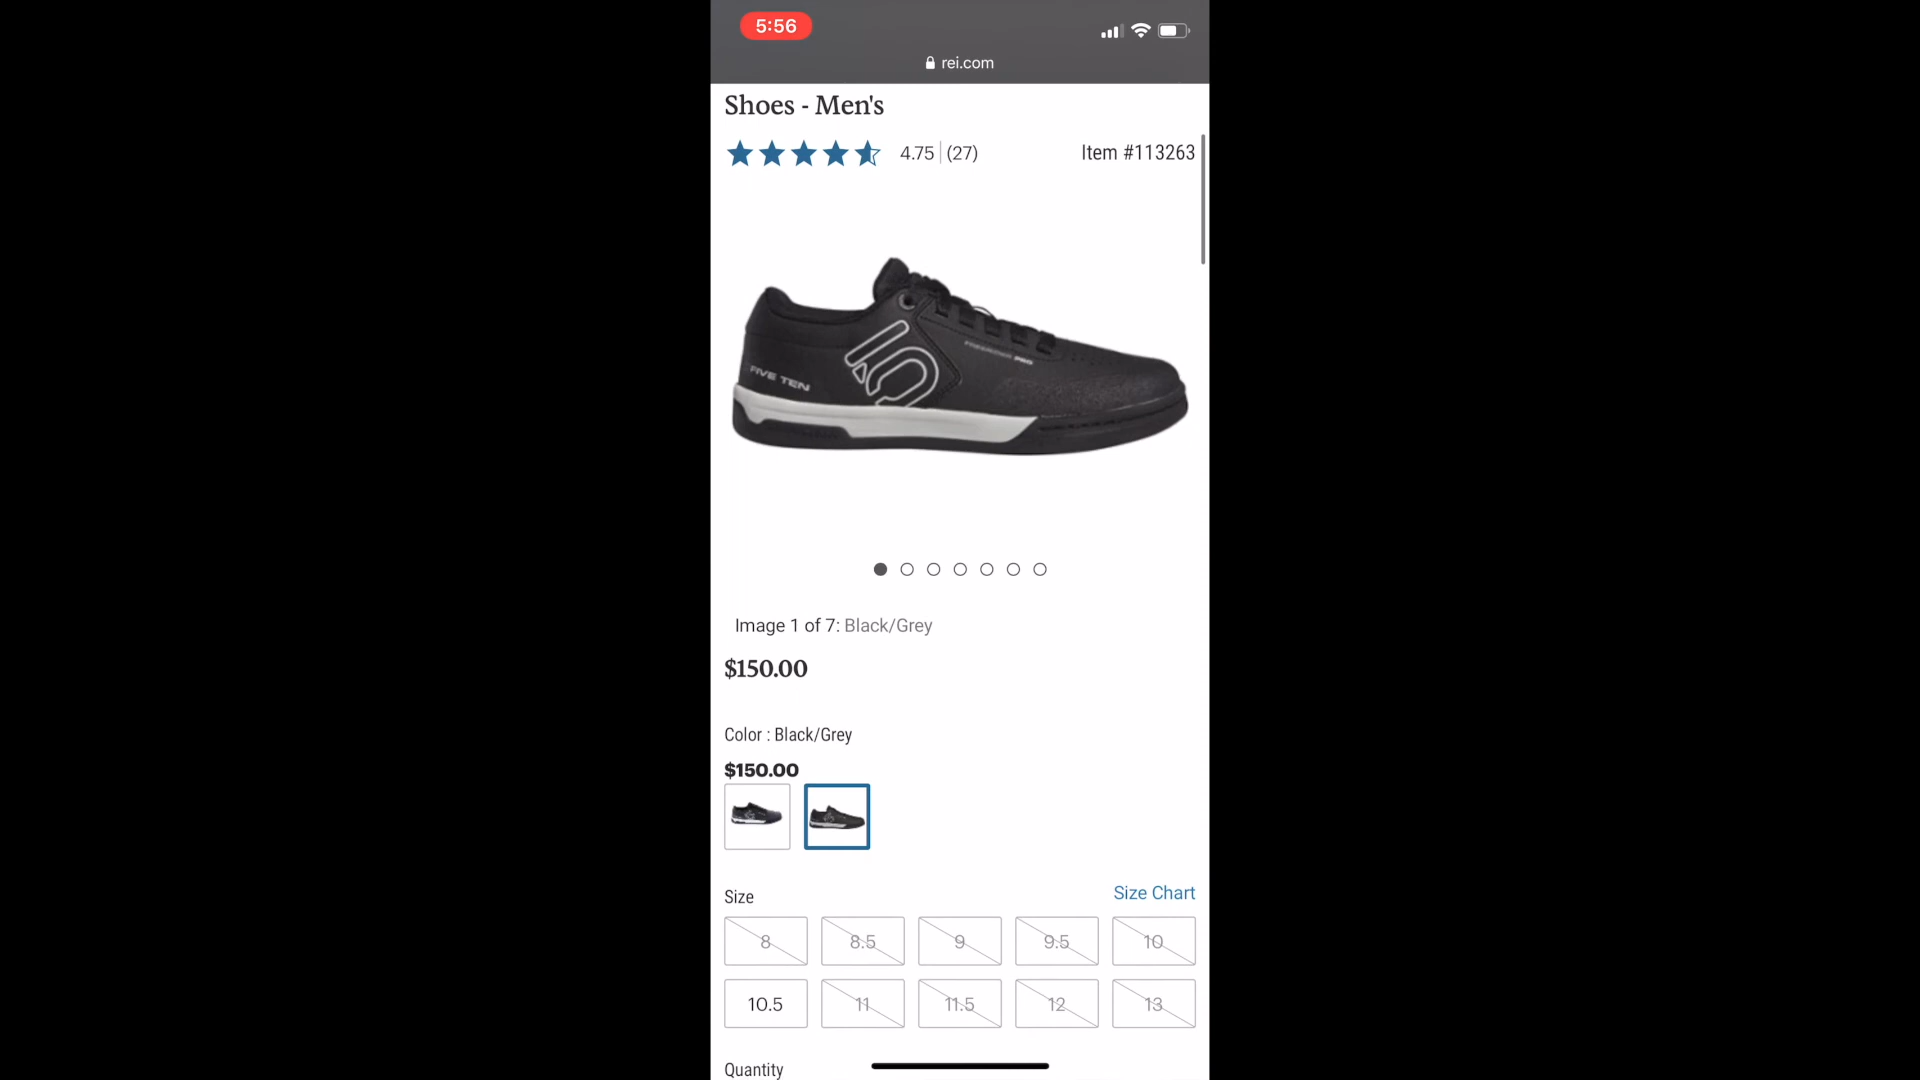 5:56
rei.com
Shoes - Men's
4.75 (27)
Item #113263
FIVE TEN
FREERIDER PRO
Image 1 of 7: Black/Grey
$150.00
Color : Black/Grey
$150.00
Size
Size Chart
8 8.5 9 9.5 10
10.5 11 11.5 12 13
Quantity